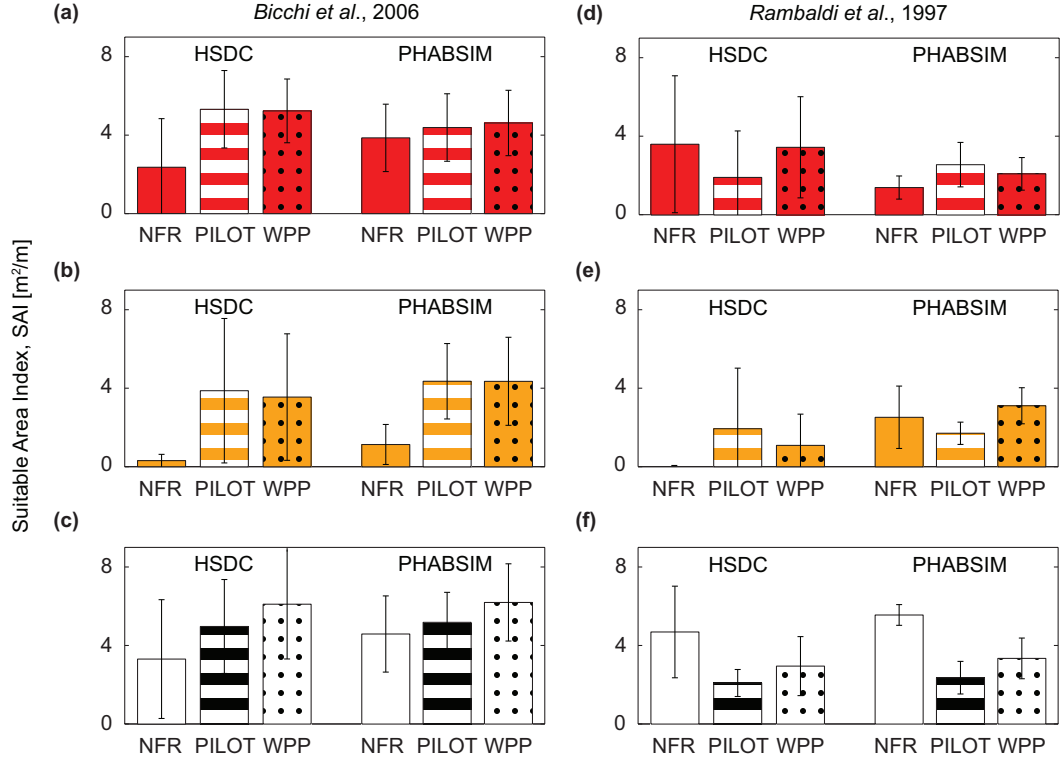 Bicchi et al., 2006
Rambaldi et al., 1997
Suitable Area Index, SAI [m²/m]
(a)
HSDC PHABSIM
8
4
0
NFR PILOT WPP NFR PILOT WPP
(b)
HSDC PHABSIM
8
4
0
NFR PILOT WPP NFR PILOT WPP
(c)
HSDC PHABSIM
8
4
0
NFR PILOT WPP NFR PILOT WPP
(d)
HSDC PHABSIM
8
4
0
NFR PILOT WPP NFR PILOT WPP
(e)
HSDC PHABSIM
8
4
0
NFR PILOT WPP NFR PILOT WPP
(f)
HSDC PHABSIM
8
4
0
NFR PILOT WPP NFR PILOT WPP